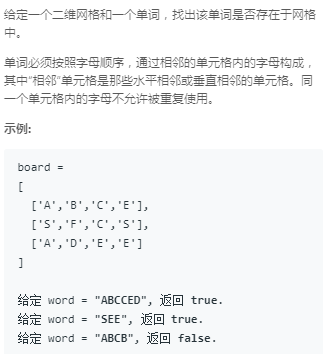 给定一个二维网格和一个单词，找出该单词是否存在于网格
中。
单词必须按照字母顺序，通过相邻的单元格内的字母构成，
其中“相邻”单元格是那些水平相邻或垂直相邻的单元格。同
一个单元格内的字母不允许被重复使用。
示例:
board =
[
['A','B','C','E'],
['S','F','C','S'],
['A','D','E','E']
]
给定 word = "ABCCED", 返回 true.
给定 word = "SEE", 返回 true.
给定 word = "ABCB", 返回 false.